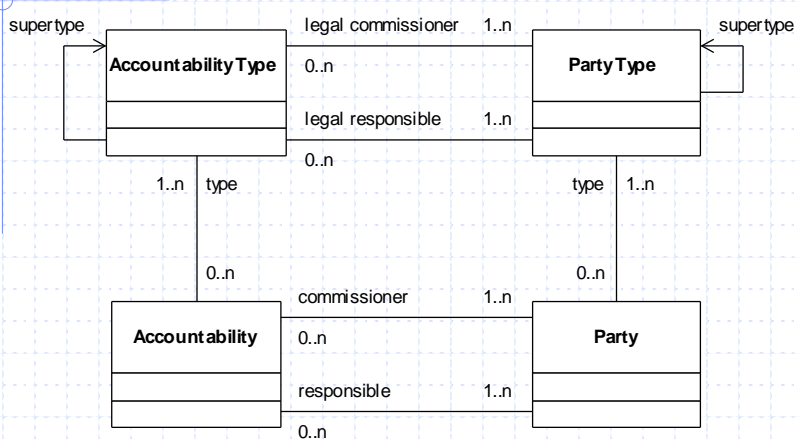 supertype
legal commissioner 1..n
supertype
AccountabilityType
0..n
PartyType
legal responsible 1..n
0..n
1..n type
type 1..n
0..n
0..n
commissioner 1..n
Accountability
0..n
Party
responsible 1..n
0..n